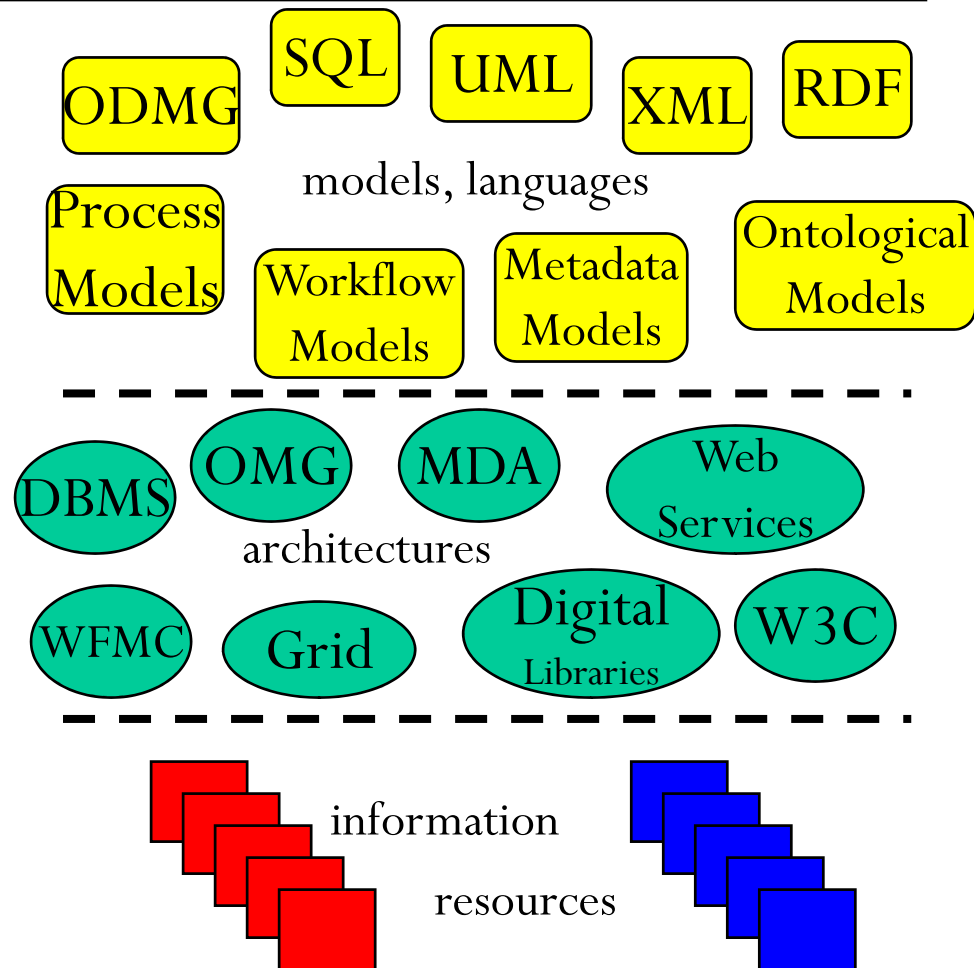 SQL
UML
RDF
ODMG
XML
models, languages
Process
Models
Workflow
Models
Metadata
Models
Ontological
Models
DBMS
OMG
MDA
Web
Services
architectures
WFMC
Grid
Digital
Libraries
W3C
information
resources